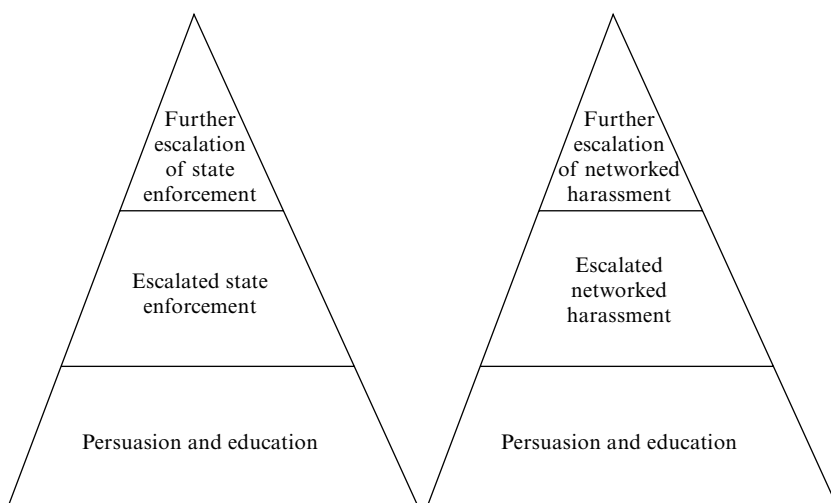 Further
escalation
of state
enforcement
Escalated state
enforcement
Persuasion and education
Further
escalation
of networked
harassment
Escalated
networked
harassment
Persuasion and education